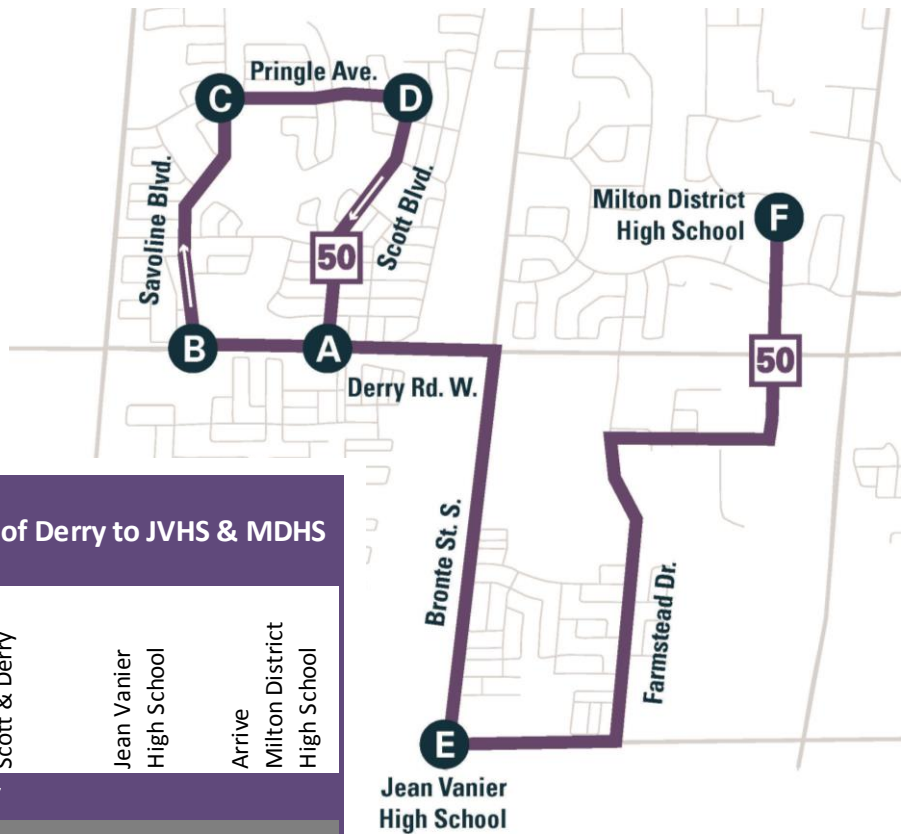 Pringle Ave.
C
D
Savoline Blvd.
Scott Blvd.
50
Milton District
High School
F
B
A
Derry Rd. W.
50
of Derry to JVHS & MDHS
Bronte St. S.
Farmstead Dr.
Scott & Derry
Jean Vanier
High School
Arrive
Milton District
High School
E
Jean Vanier
High School